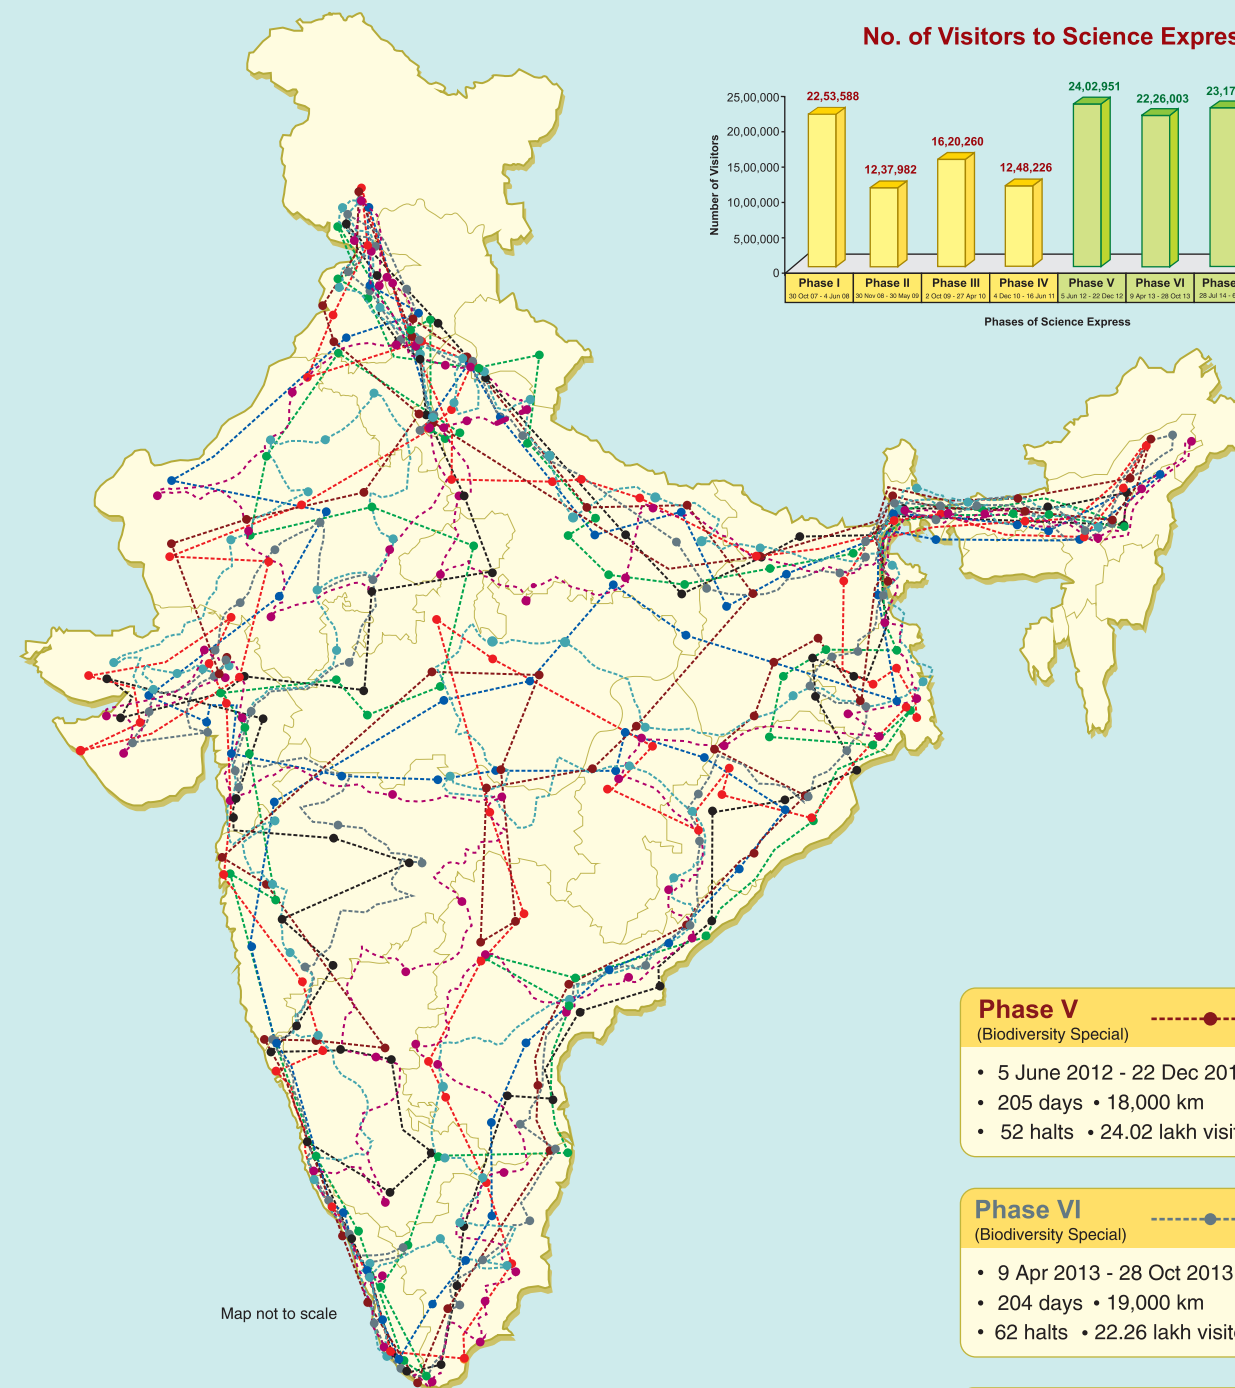 No. of Visitors to Science Expres
Number of Visitors
25,00,000
20,00,000
15,00,000
10,00,000
5,00,000
0
22,53,588
12,37,982
16,20,260
12,48,226
24,02,951
22,26,003
23,17
Phase I
30 Oct 07 - 4 Jun 08
Phase II
30 Nov 08 - 30 May 09
Phase III
2 Oct 09 - 27 Apr 10
Phase IV
4 Dec 10 - 16 Jun 11
Phase V
5 Jun 12 - 22 Dec 12
Phase VI
9 Apr 13 - 28 Oct 13
Phase
28 Jul 14 - 6
Phases of Science Express
Phase V
(Biodiversity Special)
• 5 June 2012 - 22 Dec 201
• 205 days • 18,000 km
• 52 halts • 24.02 lakh visit
Phase VI
(Biodiversity Special)
• 9 Apr 2013 - 28 Oct 2013
• 204 days • 19,000 km
• 62 halts • 22.26 lakh visit
Map not to scale